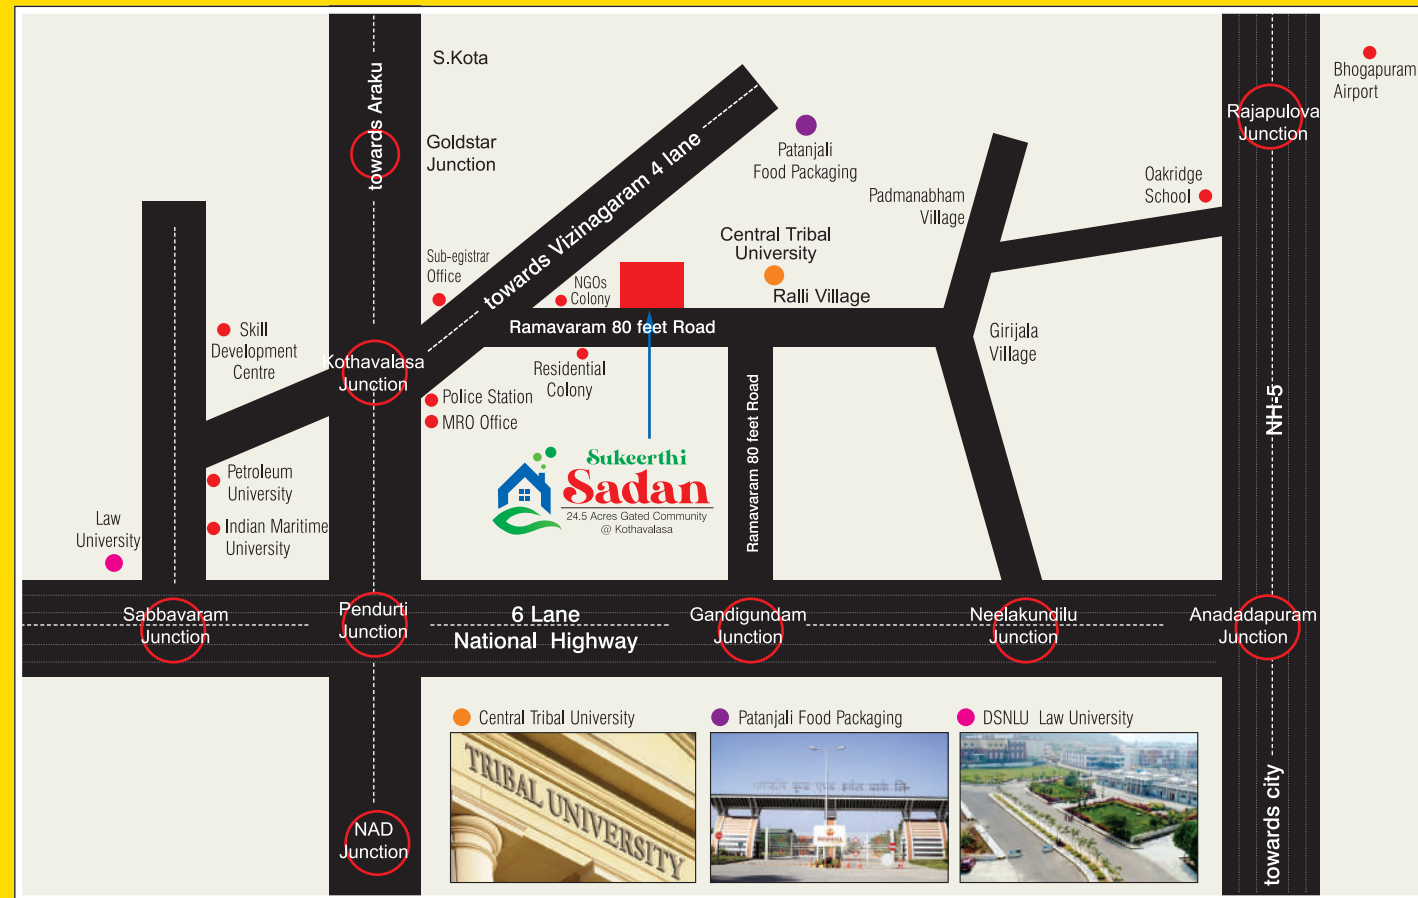 S.Kota
towards Araku
Goldstar
Junction
towards Vizinagaram 4 lane
Patanjali
Food Packaging
Padmanabham
Village
Oakridge
School
Rajapulova
Junction
Bhogapuram
Airport
Central Tribal
University
Ralli Village
Sub-egistrar
Office
NGOs
Colony
Ramavaram 80 feet Road
Girijala
Village
Skill
Development
Centre
Kothavalasa
Junction
Residential
Colony
Police Station
MRO Office
Ramavaram 80 feet Road
NH-5
Sukeerthi
Sadan
24.5 Acres Gated Community
@ Kothavalasa
Petroleum
University
Indian Maritime
University
Law
University
Sabbavaram
Junction
Pendurti
Junction
6 Lane
National Highway
Gandigundam
Junction
Neelakundilu
Junction
Anadadapuram
Junction
Central Tribal University
Patanjali Food Packaging
DSNLU Law University
TRIBAL UNIVERSITY
NAD
Junction
towards city